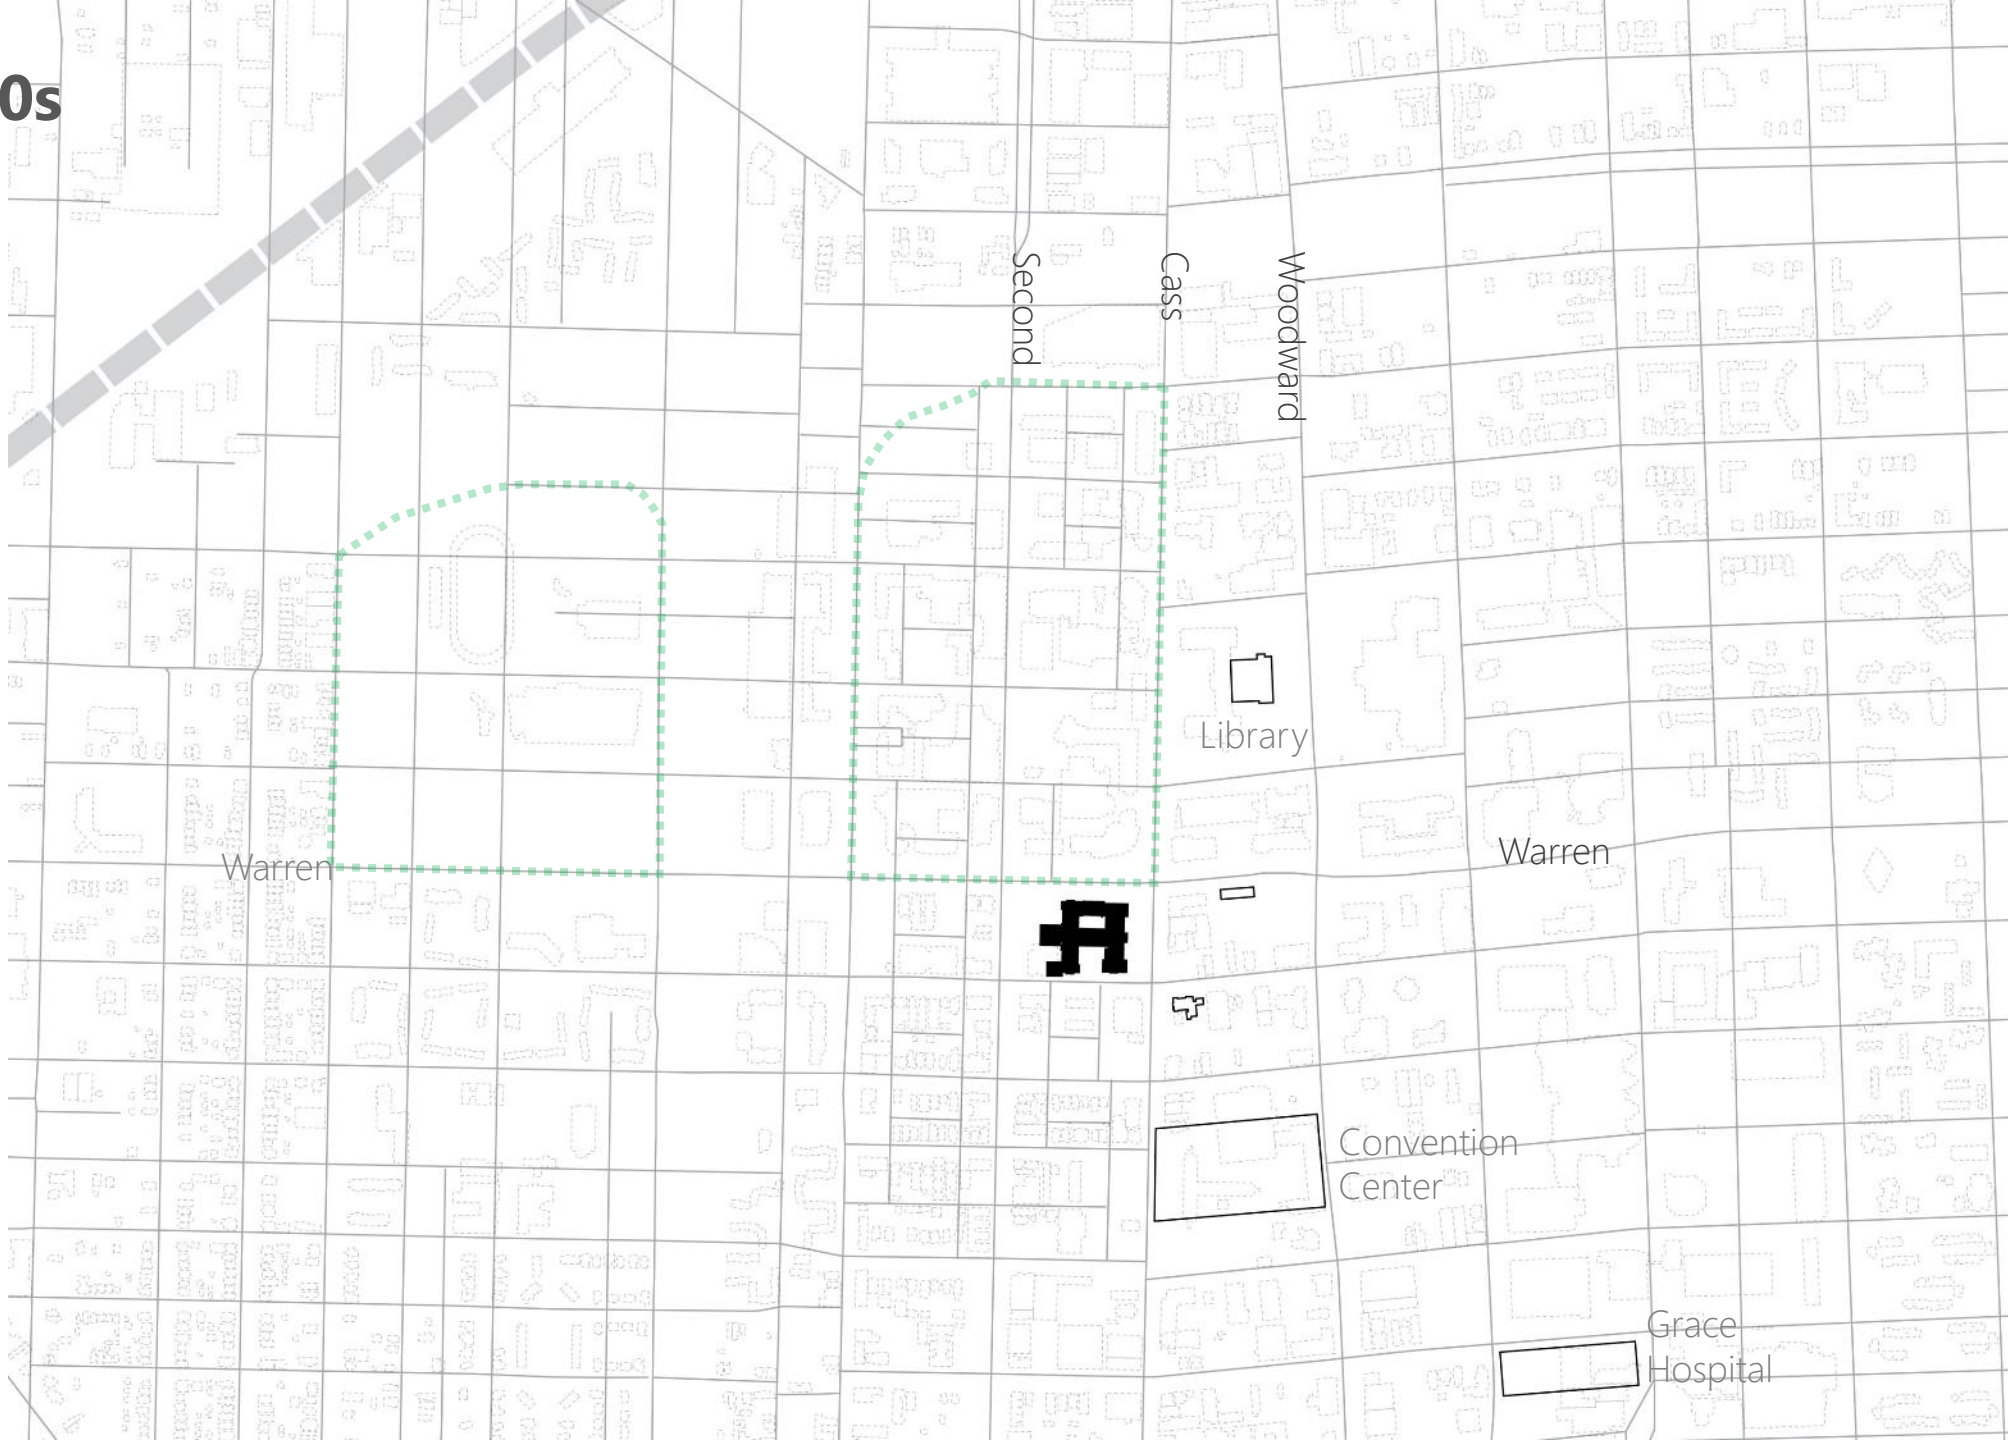 0s
Second
Cass
Woodward
Library
Warren
Warren
Convention
Center
Grace
Hospital